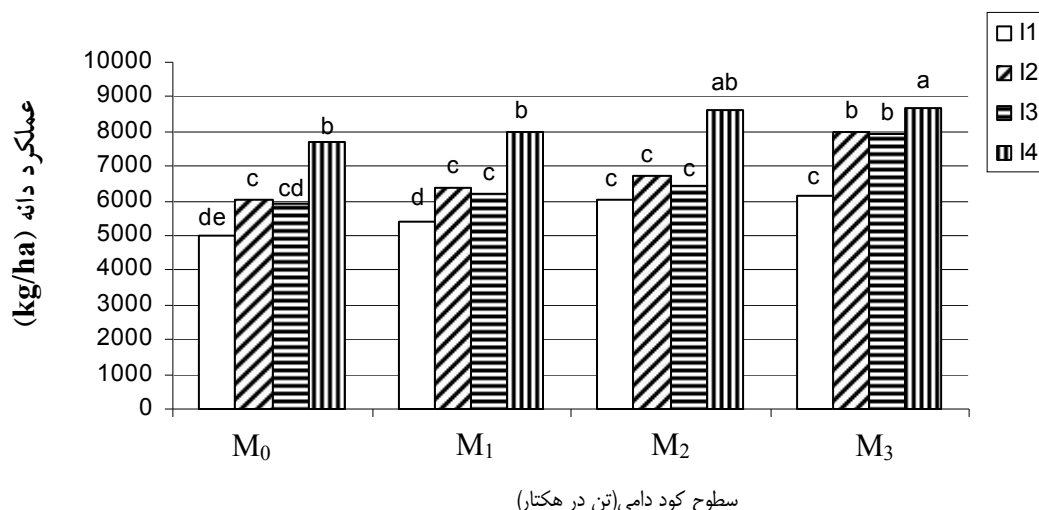 عملکرد دانه (kg/ha)
10000
9000
8000
7000
6000
5000
4000
3000
2000
1000
0
de c cd b
d c c b
c c c ab
c b b a
M₀ M₁ M₂ M₃
سطوح کود دامی(تن در هکتار)
I1
I2
I3
I4